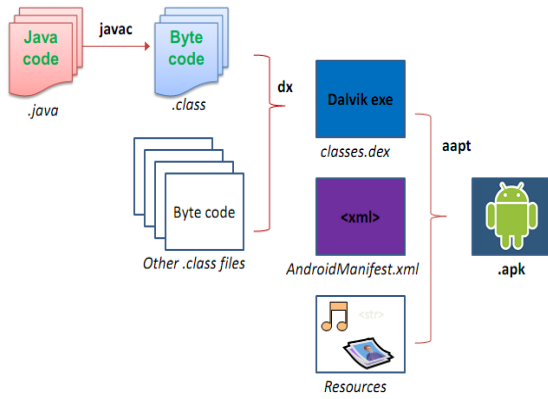 Java
code
.java
javac
Byte
code
.class
dx
Dalvik exe
classes.dex
aapt
Byte code
Other .class files
<xml>
AndroidManifest.xml
.apk
<str>
Resources